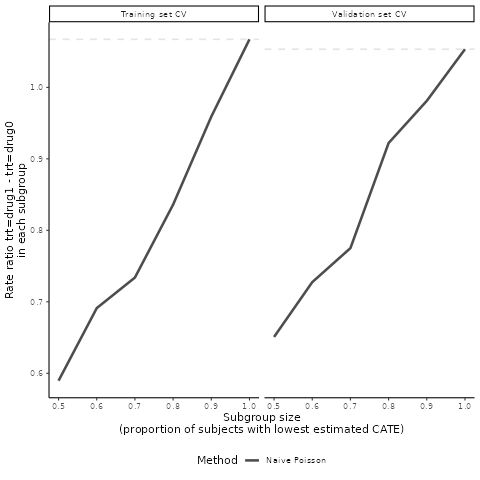 Training set CV
Validation set CV
Rate ratio trt=drug1 - trt=drug0
in each subgroup
1.0
0.9
0.8
0.7
0.6
0.5 0.6 0.7 0.8 0.9 1.0
0.5 0.6 0.7 0.8 0.9 1.0
Subgroup size
(proportion of subjects with lowest estimated CATE)
Method Naive Poisson